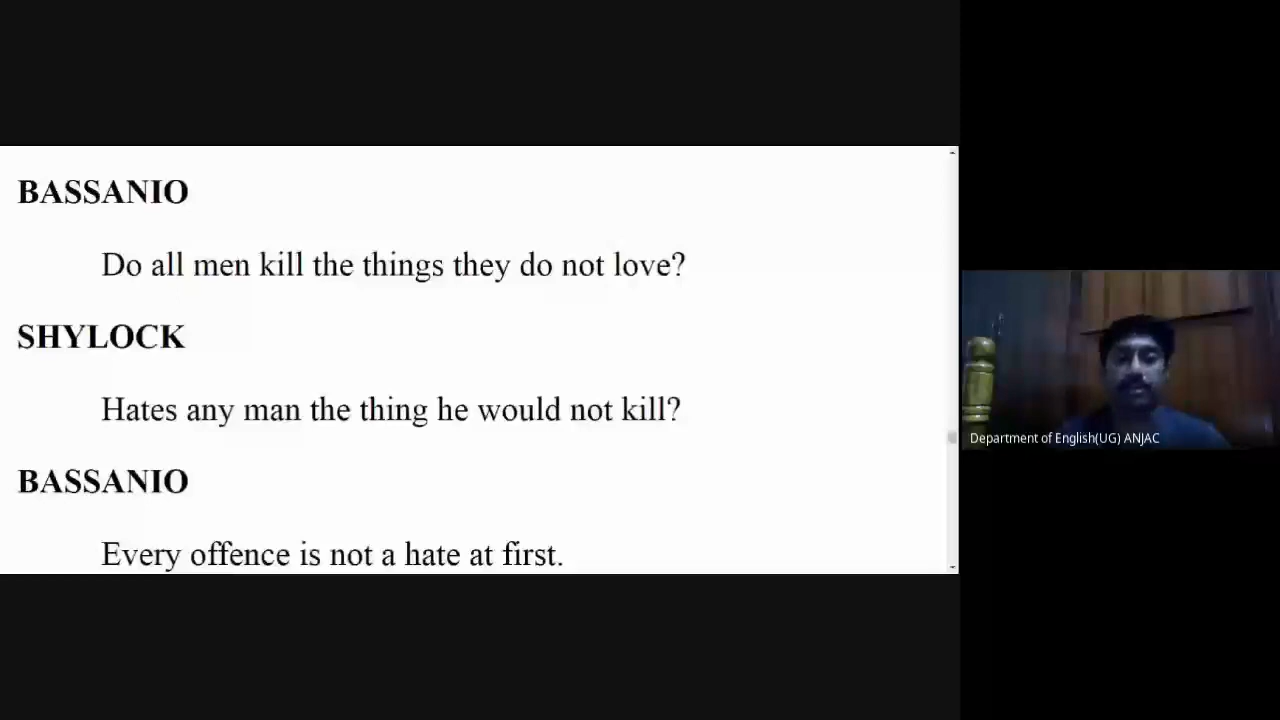 BASSANIO
Do all men kill the things they do not love?
SHYLOCK
Hates any man the thing he would not kill?
BASSANIO
Every offence is not a hate at first.
Department of English(UG) ANJAC